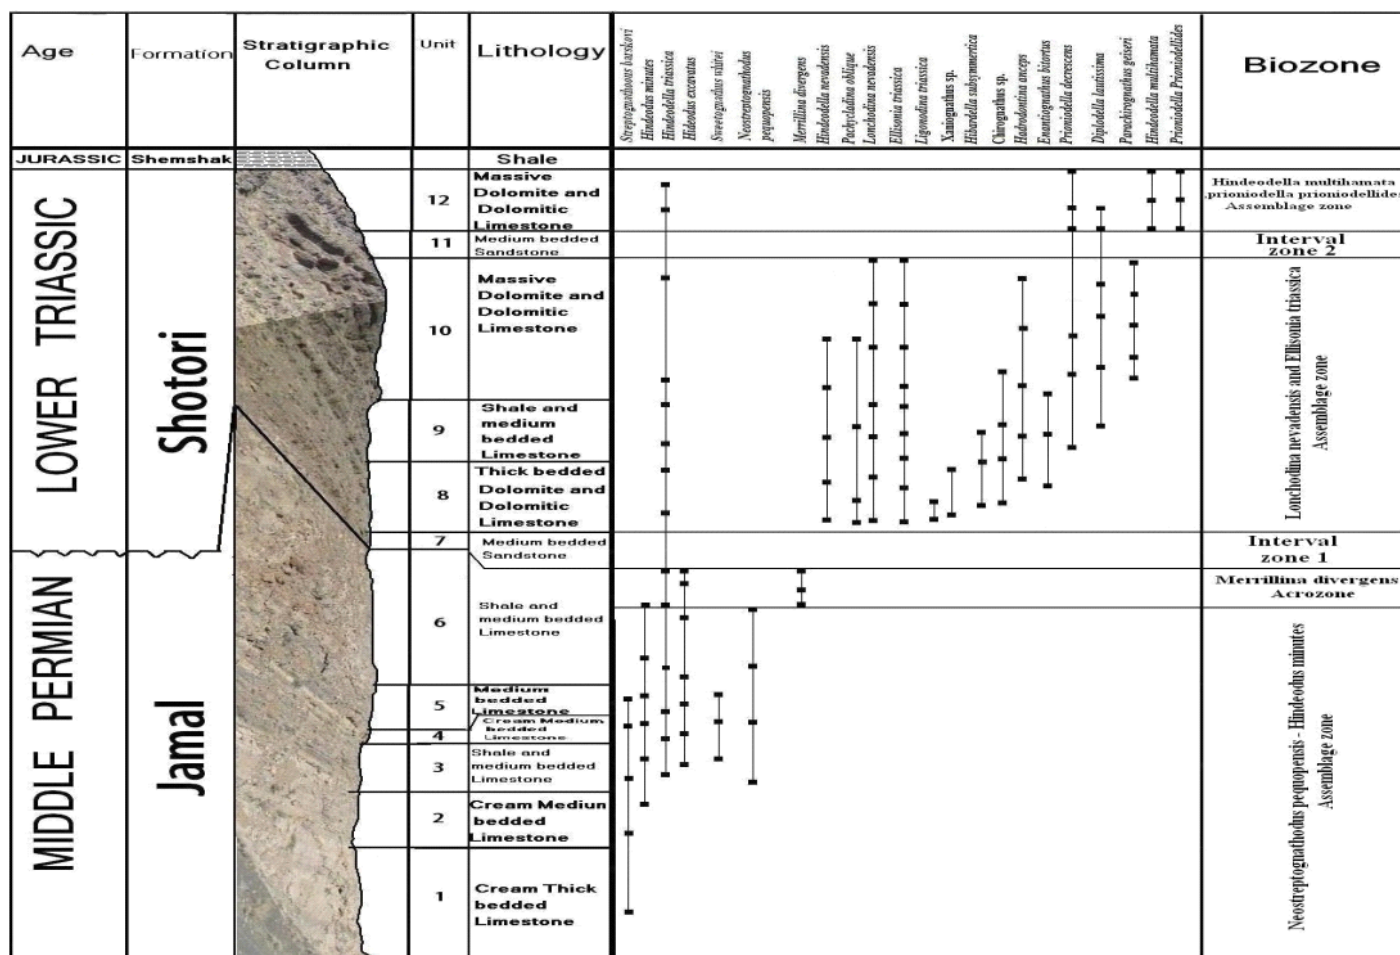 Age
Formation
Stratigraphic
Column
Unit
Lithology
Streptognathodus barskovi
Hindeodus minutes
Hindeodella triassica
Hideodus excavatus
Sweetognathus whitei
Neostreptognathodus
pequopensis
Merrillina divergens
Hindeodella nevadensis
Pachycladina oblique
Lonchodina nevadensis
Ellisonia triassica
Ligonodina triassica
Xaniognathus sp.
Hibardella subsymmertica
Chirognathus sp.
Hadrodontina anceps
Enantiognathus bitortus
Prioniodella decrescens
Diplodella lautissima
Parachirognathus geiseri
Hindeodella multihamata
Prioniodella Prioniodellides
Biozone
JURASSIC
Shemshak
Shale
LOWER TRIASSIC
Shotori
12
Massive
Dolomite and
Dolomitic
Limestone
Hindeodella multihamata
.prioniodella prioniodellides
Assemblage zone
11
Medium bedded
Sandstone
Interval
zone 2
10
Massive
Dolomite and
Dolomitic
Limestone
9
Shale and
medium
bedded
Limestone
8
Thick bedded
Dolomite and
Dolomitic
Limestone
Lonchodina nevadensis and Ellisonia triassica
Assemblage zone
7
Medium bedded
Sandstone
Interval
zone 1
MIDDLE PERMIAN
Jamal
6
Shale and
medium bedded
Limestone
Merrillina divergens
Acrozone
5
Medium
bedded
Limestone
4
Cream Medium
bedded
Limestone
3
Shale and
medium bedded
Limestone
2
Cream Mediun
bedded
Limestone
1
Cream Thick
bedded
Limestone
Neostreptognathodus pequopensis - Hindeodus minutes
Assemblage zone